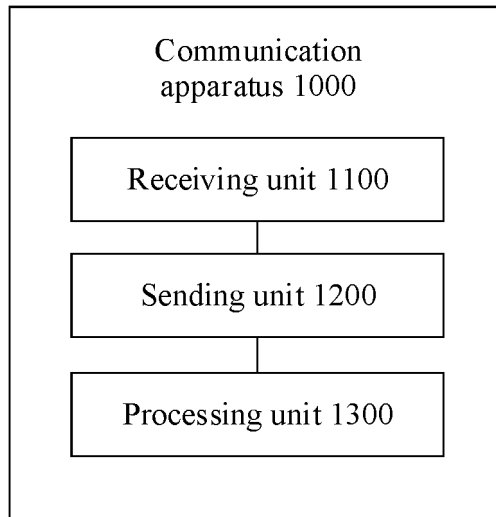 Communication
apparatus 1000
Receiving unit 1100
Sending unit 1200
Processing unit 1300